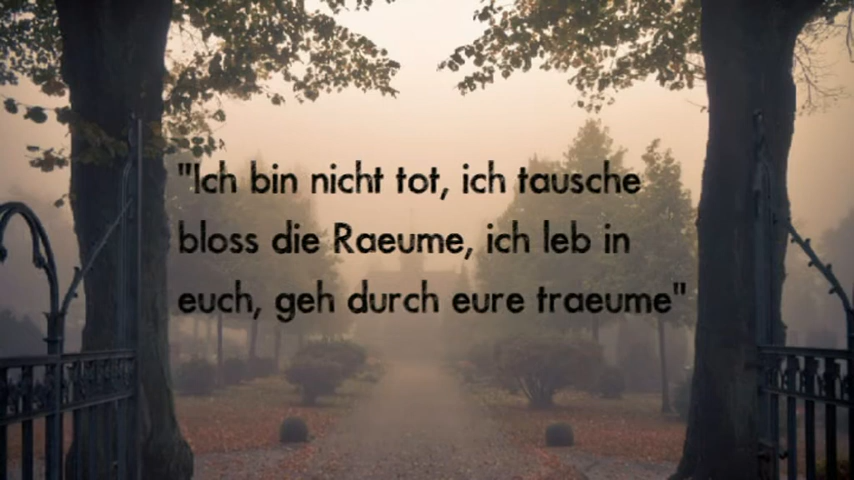 "Ich bin nicht tot, ich tausche
bloss die Raeume, ich leb in
euch, geh durch eure traeume"